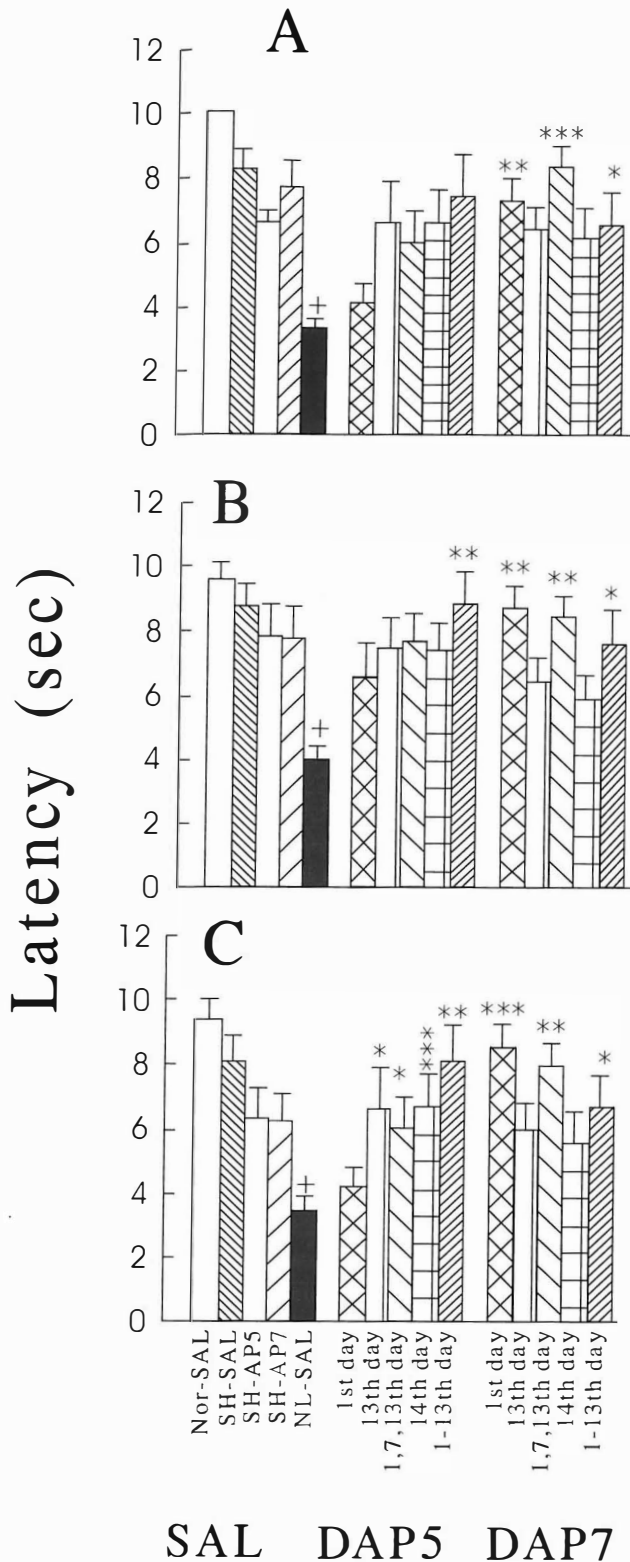 A
12
10
8
6
4
2
0
+
** *** *
B
12
10
8
6
4
2
0
+
** ** ** *
C
12
10
8
6
4
2
0
+
* * *** ** *** ** *
Latency (sec)
Nor-SAL
SH-SAL
SH-AP5
SH-AP7
NL-SAL
1st day
13th day
1,7,13th day
14th day
1-13th day
1st day
13th day
1,7,13th day
14th day
1-13th day
SAL DAP5 DAP7